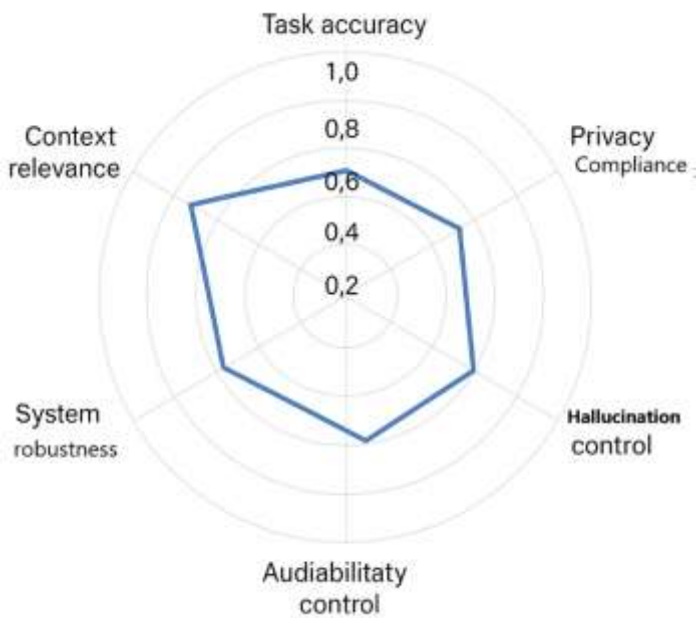 Task accuracy
1,0
Context
relevance
0,8
Privacy
Compliance
0,6
0,4
0,2
System
robustness
Hallucination
control
Audiabilitaty
control